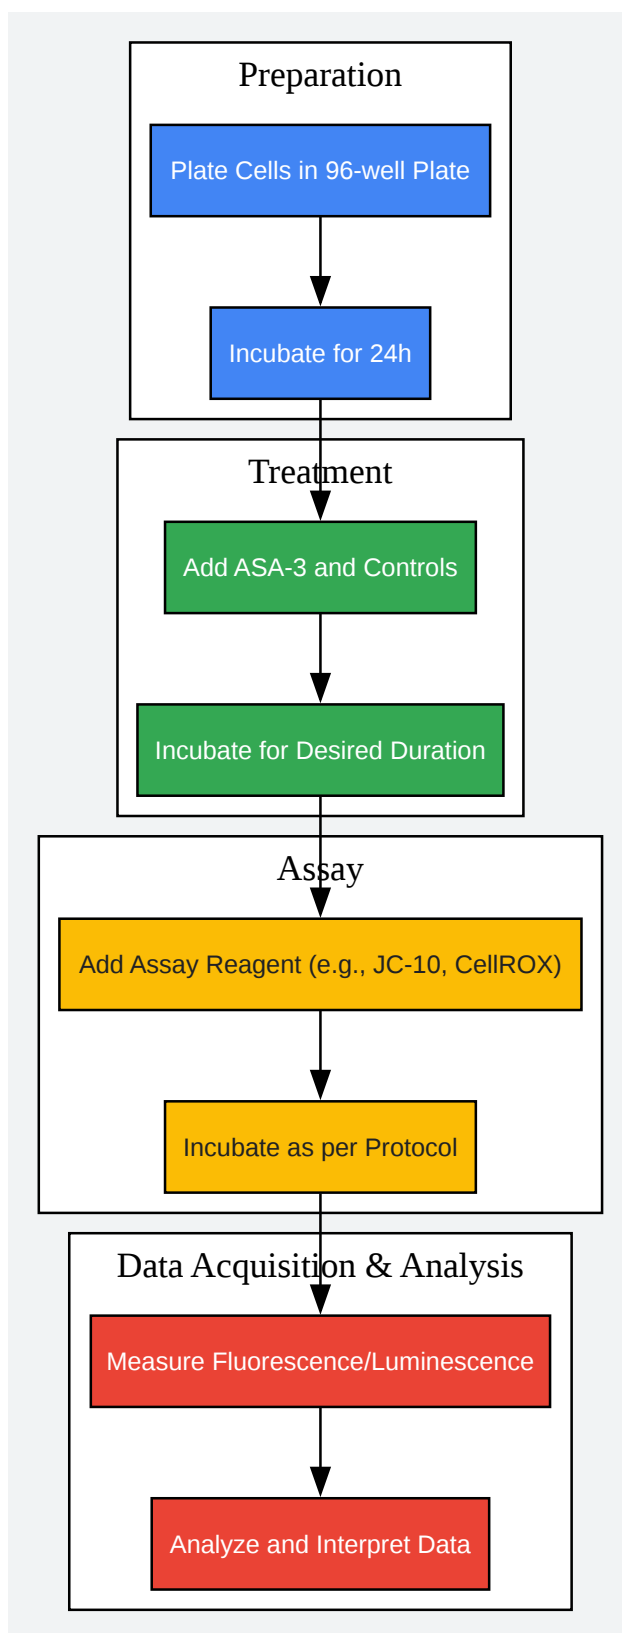 Preparation
Plate Cells in 96-well Plate
Incubate for 24h
Treatment
Add ASA-3 and Controls
Incubate for Desired Duration
Assay
Add Assay Reagent (e.g., JC-10, CellROX)
Incubate as per Protocol
Data Acquisition & Analysis
Measure Fluorescence/Luminescence
Analyze and Interpret Data